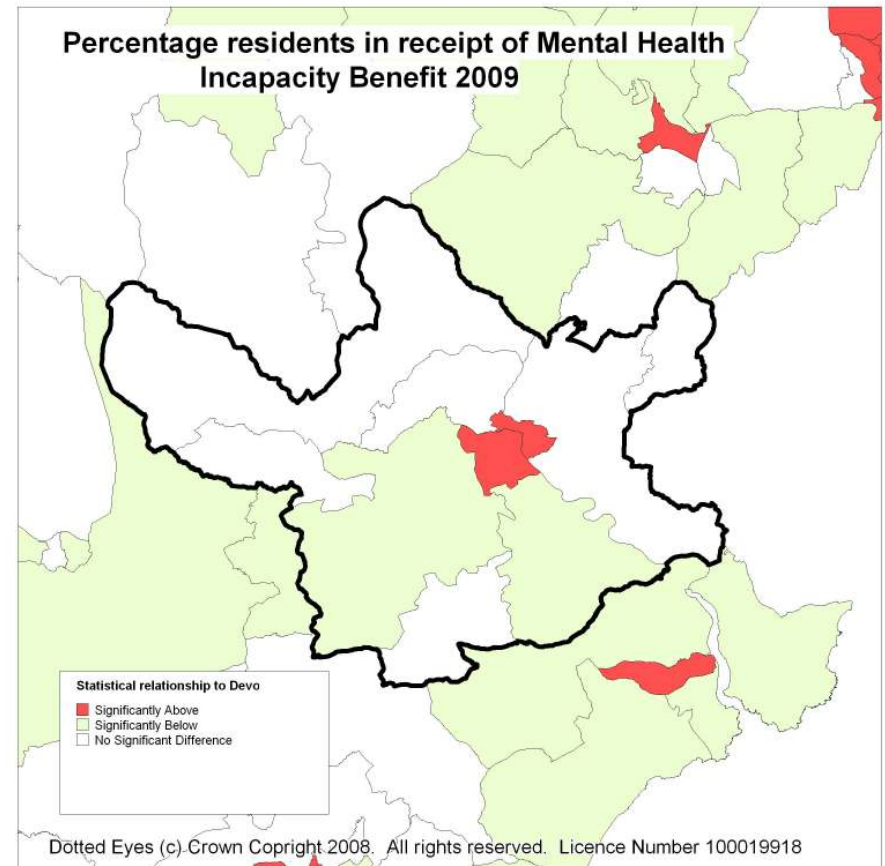 Percentage residents in receipt of Mental Health
Incapacity Benefit 2009
Statistical relationship to Devo
Significantly Above
Significantly Below
No Significant Difference
Dotted Eyes (c) Crown Copright 2008. All rights reserved. Licence Number 100019918